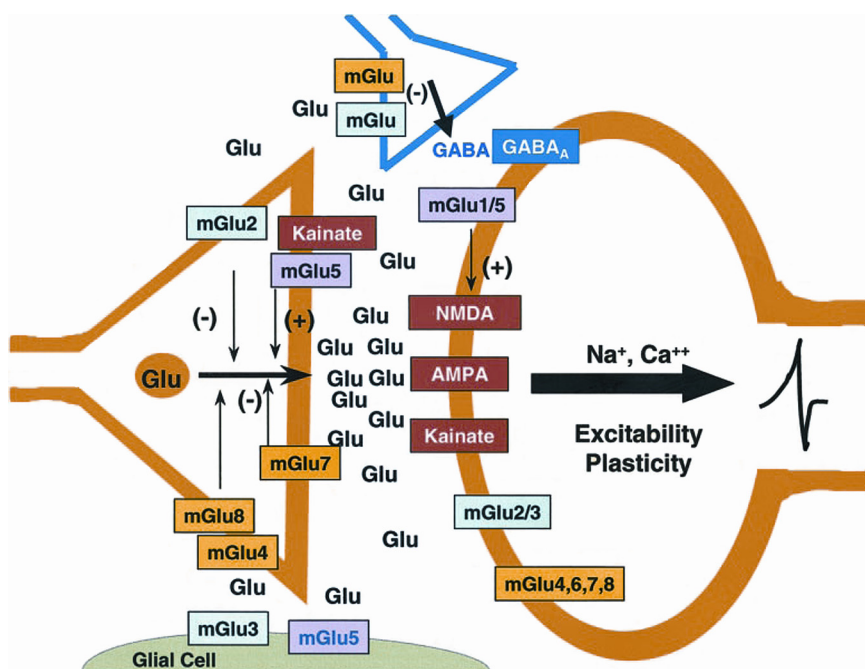 mGlu
(-)
Glu
mGlu
Glu
GABA
GABAA
Glu
mGlu1/5
mGlu2
Kainate
Glu
mGlu5
(+)
(-)
(+)
Glu
NMDA
Glu
Glu
Na⁺, Ca⁺⁺
Glu
Glu
Glu
AMPA
(-)
Glu
Glu
Glu
Kainate
Excitability
Plasticity
mGlu7
Glu
mGlu8
mGlu2/3
mGlu4
Glu
Glu
mGlu4,6,7,8
Glu
mGlu3
mGlu5
Glial Cell